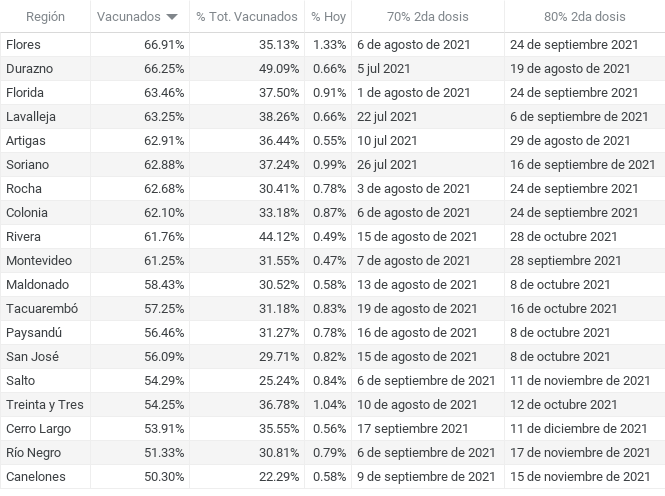 Región Vacunados % Tot. Vacunados % Hoy 70% 2da dosis 80% 2da dosis
Flores 66.91% 35.13% 1.33% 6 de agosto de 2021 24 de septiembre 2021
Durazno 66.25% 49.09% 0.66% 5 jul 2021 19 de agosto de 2021
Florida 63.46% 37.50% 0.91% 1 de agosto de 2021 24 de septiembre 2021
Lavalleja 63.25% 38.26% 0.66% 22 jul 2021 6 de septiembre de 2021
Artigas 62.91% 36.44% 0.55% 10 jul 2021 29 de agosto de 2021
Soriano 62.88% 37.24% 0.99% 26 jul 2021 16 de septiembre de 2021
Rocha 62.68% 30.41% 0.78% 3 de agosto de 2021 24 de septiembre 2021
Colonia 62.10% 33.18% 0.87% 6 de agosto de 2021 24 de septiembre 2021
Rivera 61.76% 44.12% 0.49% 15 de agosto de 2021 28 de octubre 2021
Montevideo 61.25% 31.55% 0.47% 7 de agosto de 2021 28 septiembre 2021
Maldonado 58.43% 30.52% 0.58% 13 de agosto de 2021 8 de octubre 2021
Tacuarembó 57.25% 31.18% 0.83% 19 de agosto de 2021 16 de octubre 2021
Paysandú 56.46% 31.27% 0.78% 16 de agosto de 2021 8 de octubre 2021
San José 56.09% 29.71% 0.82% 15 de agosto de 2021 8 de octubre 2021
Salto 54.29% 25.24% 0.84% 6 de septiembre de 2021 11 de noviembre de 2021
Treinta y Tres 54.25% 36.78% 1.04% 10 de agosto de 2021 12 de octubre 2021
Cerro Largo 53.91% 35.55% 0.56% 17 septiembre 2021 11 de diciembre de 2021
Río Negro 51.33% 30.81% 0.79% 6 de septiembre de 2021 17 de noviembre 2021
Canelones 50.30% 22.29% 0.58% 9 de septiembre de 2021 15 de noviembre 2021